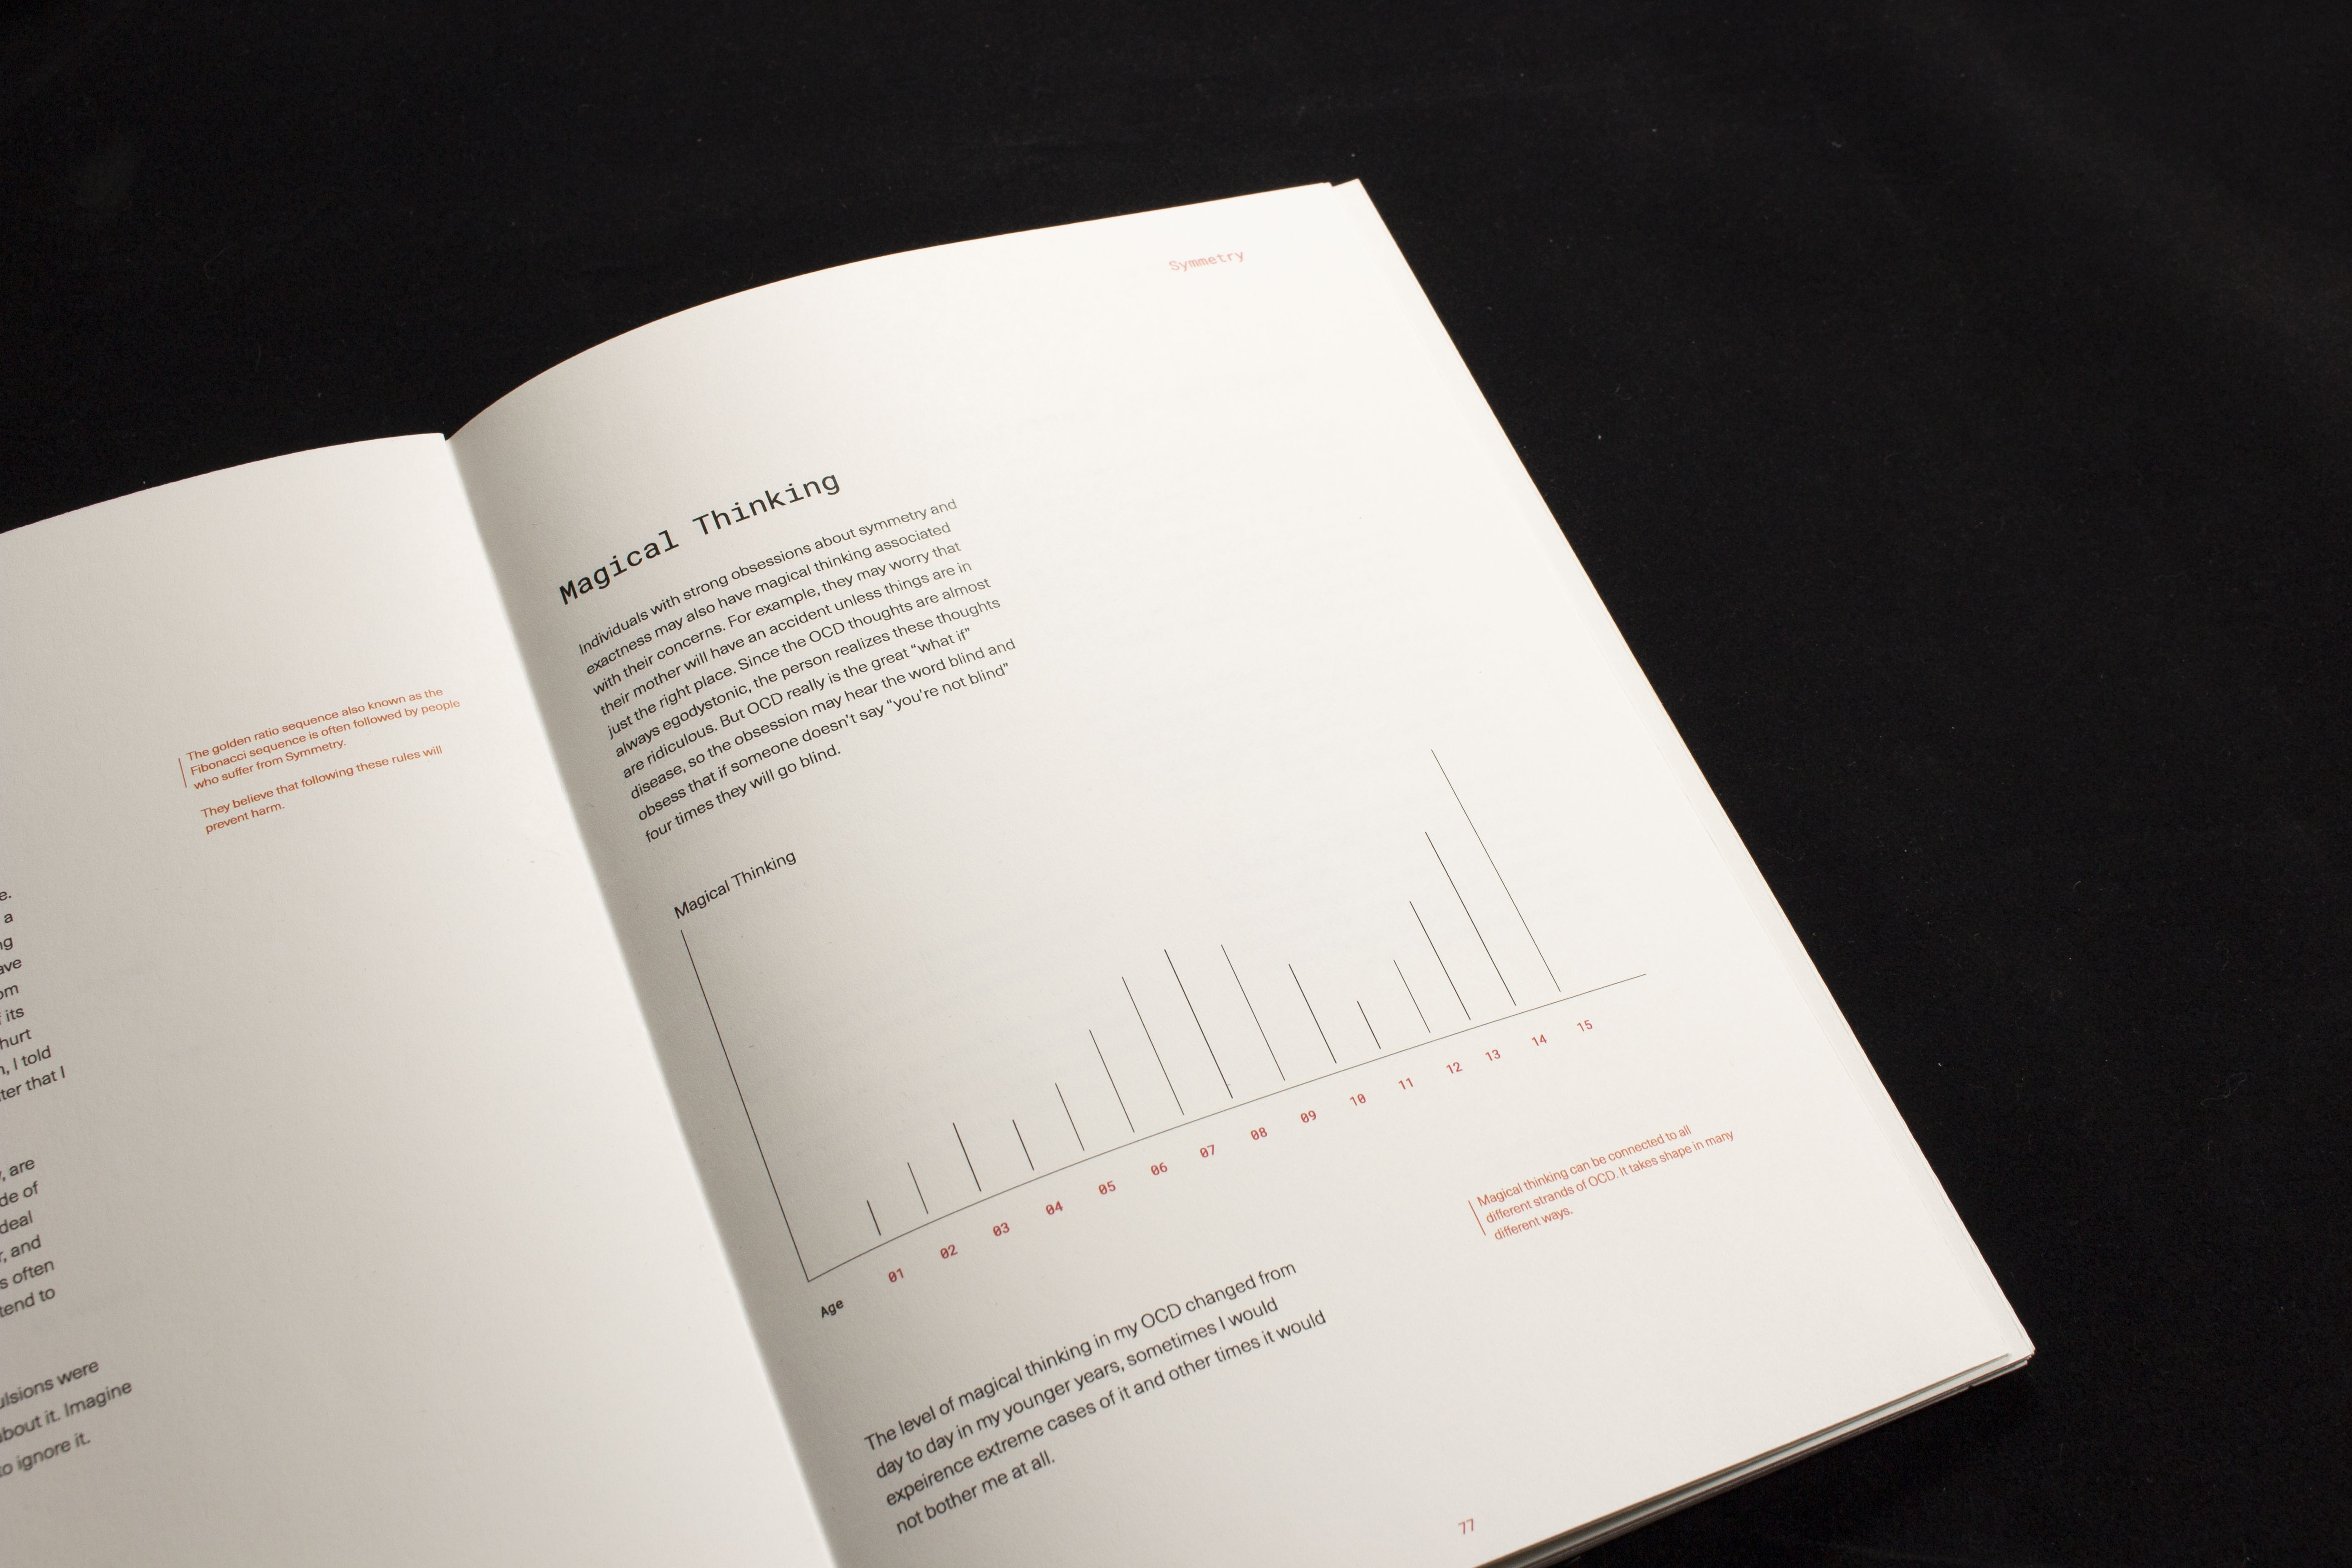 The golden ratio sequence also known as the
Fibonacci sequence is often followed by people
who suffer from Symmetry.
They believe that following these rules will
prevent harm.
e.
a
ng
ave
om
its
hurt
, I told
ter that I
, are
de of
deal
, and
s often
tend to
ulsions were
about it. Imagine
to ignore it.
Symmetry
Magical Thinking
Individuals with strong obsessions about symmetry and
exactness may also have magical thinking associated
with their concerns. For example, they may worry that
their mother will have an accident unless things are in
just the right place. Since the OCD thoughts are almost
always egodystonic, the person realizes these thoughts
are ridiculous. But OCD really is the great “what if”
disease, so the obsession may hear the word blind and
obsess that if someone doesn’t say “you’re not blind”
four times they will go blind.
Magical Thinking
Age 01 02 03 04 05 06 07 08 09 10 11 12 13 14 15
Magical thinking can be connected to all
different strands of OCD. It takes shape in many
different ways.
The level of magical thinking in my OCD changed from
day to day in my younger years, sometimes I would
expeirence extreme cases of it and other times it would
not bother me at all.
77